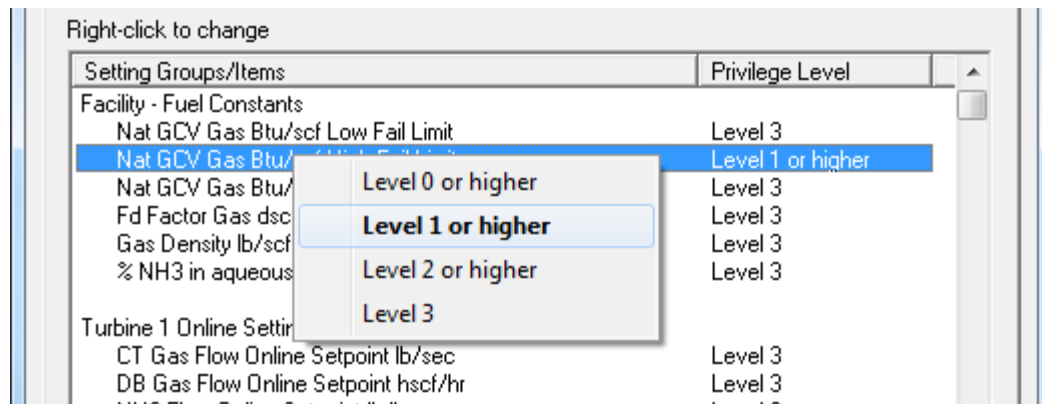 Right-click to change
Setting Groups/Items Privilege Level
Facility - Fuel Constants
Nat GCV Gas Btu/scf Low Fail Limit Level 3
Nat GCV Gas Btu/ Level 1 or higher
Nat GCV Gas Btu/ Level 3
Fd Factor Gas dsc Level 3
Gas Density lb/scf Level 3
% NH3 in aqueous Level 3
Level 0 or higher
Level 1 or higher
Level 2 or higher
Level 3
Turbine 1 Online Settin
CT Gas Flow Online Setpoint lb/sec Level 3
DB Gas Flow Online Setpoint hscf/hr Level 3